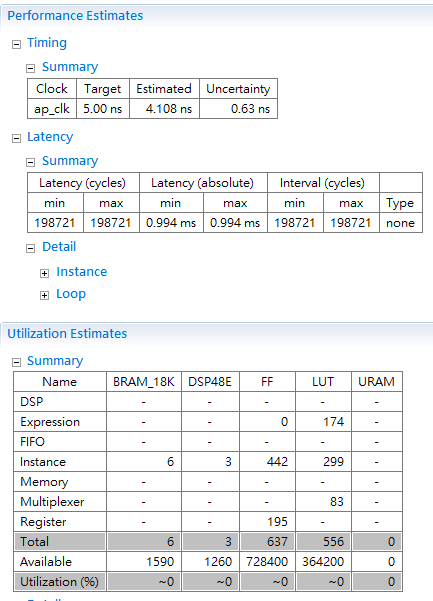 Performance Estimates
Timing
Summary
Clock Target Estimated Uncertainty
ap_clk 5.00 ns 4.108 ns 0.63 ns
Latency
Summary
Latency (cycles) Latency (absolute) Interval (cycles)
min max min max min max Type
198721 198721 0.994 ms 0.994 ms 198721 198721 none
Detail
Instance
Loop
Utilization Estimates
Summary
Name BRAM_18K DSP48E FF LUT URAM
DSP - - - - -
Expression - - 0 174 -
FIFO - - - - -
Instance 6 3 442 299 -
Memory - - - - -
Multiplexer - - - 83 -
Register - - 195 - -
Total 6 3 637 556 0
Available 1590 1260 728400 364200 0
Utilization (%) ~0 ~0 ~0 ~0 0